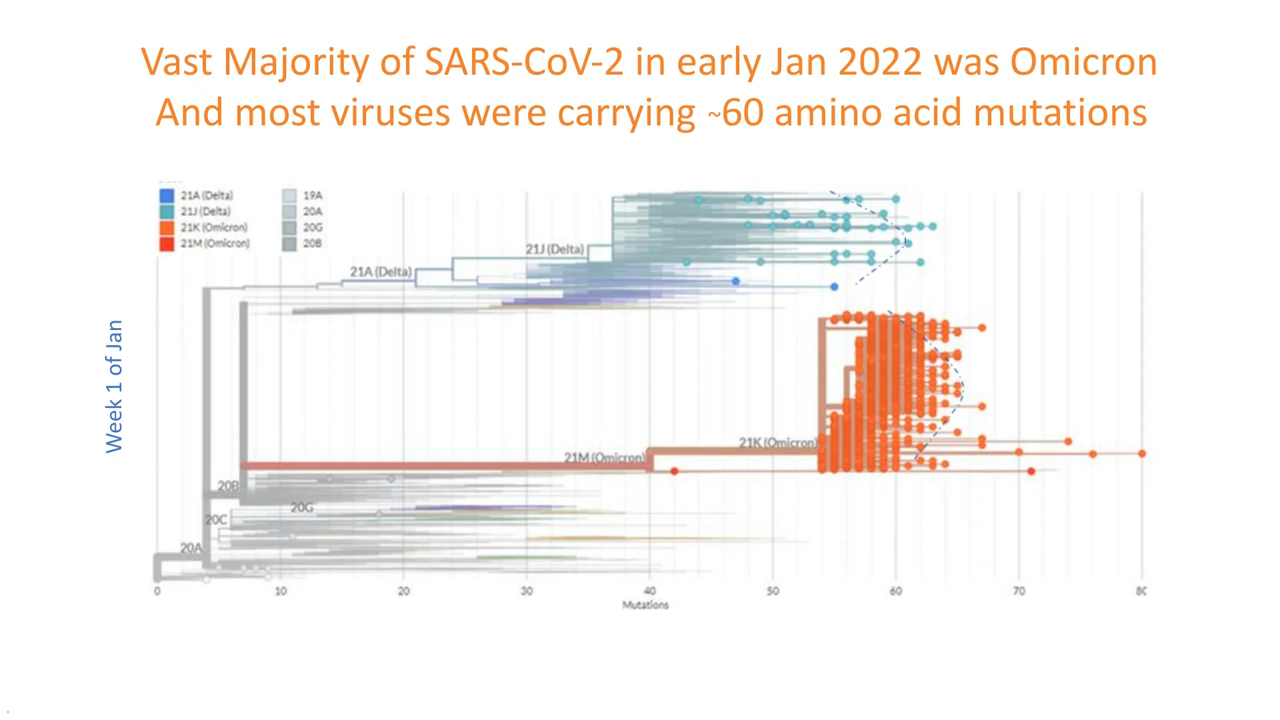 Vast Majority of SARS-CoV-2 in early Jan 2022 was Omicron
And most viruses were carrying ~60 amino acid mutations
21A (Delta)
19A
21J (Delta)
20A
21K (Omicron)
20G
21M (Omicron)
20B
21J (Delta)
21A (Delta)
Week 1 of Jan
21K (Omicron)
21M (Omicron)
20B
20G
20C
20A
0 10 20 30 40 50 60 70
Mutations